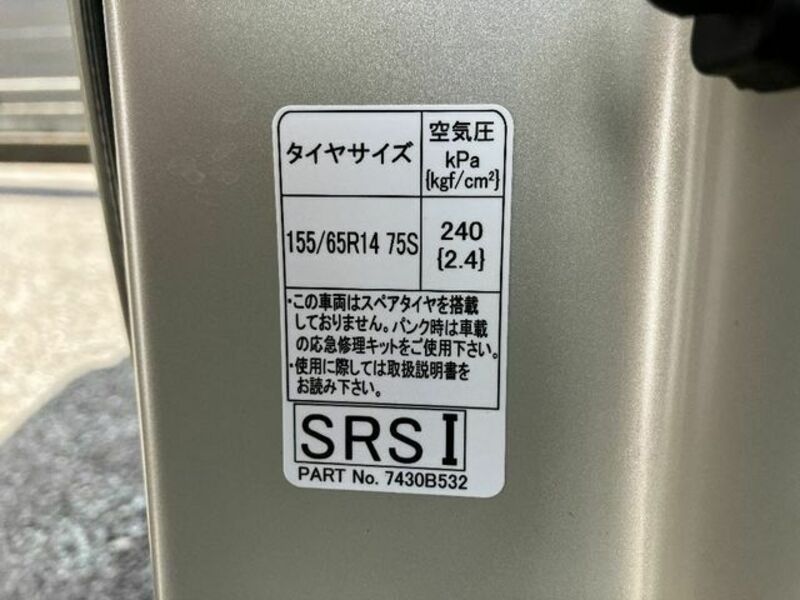 タイヤサイズ
空気圧
kPa
{kgf/cm²}
155/65R14 75S
240
{2.4}
・この車両はスペアタイヤを搭載
しておりません。パンク時は車載
の応急修理キットをご使用下さい。
・使用に際しては取扱説明書を
お読み下さい。
SRS I
PART No. 7430B532